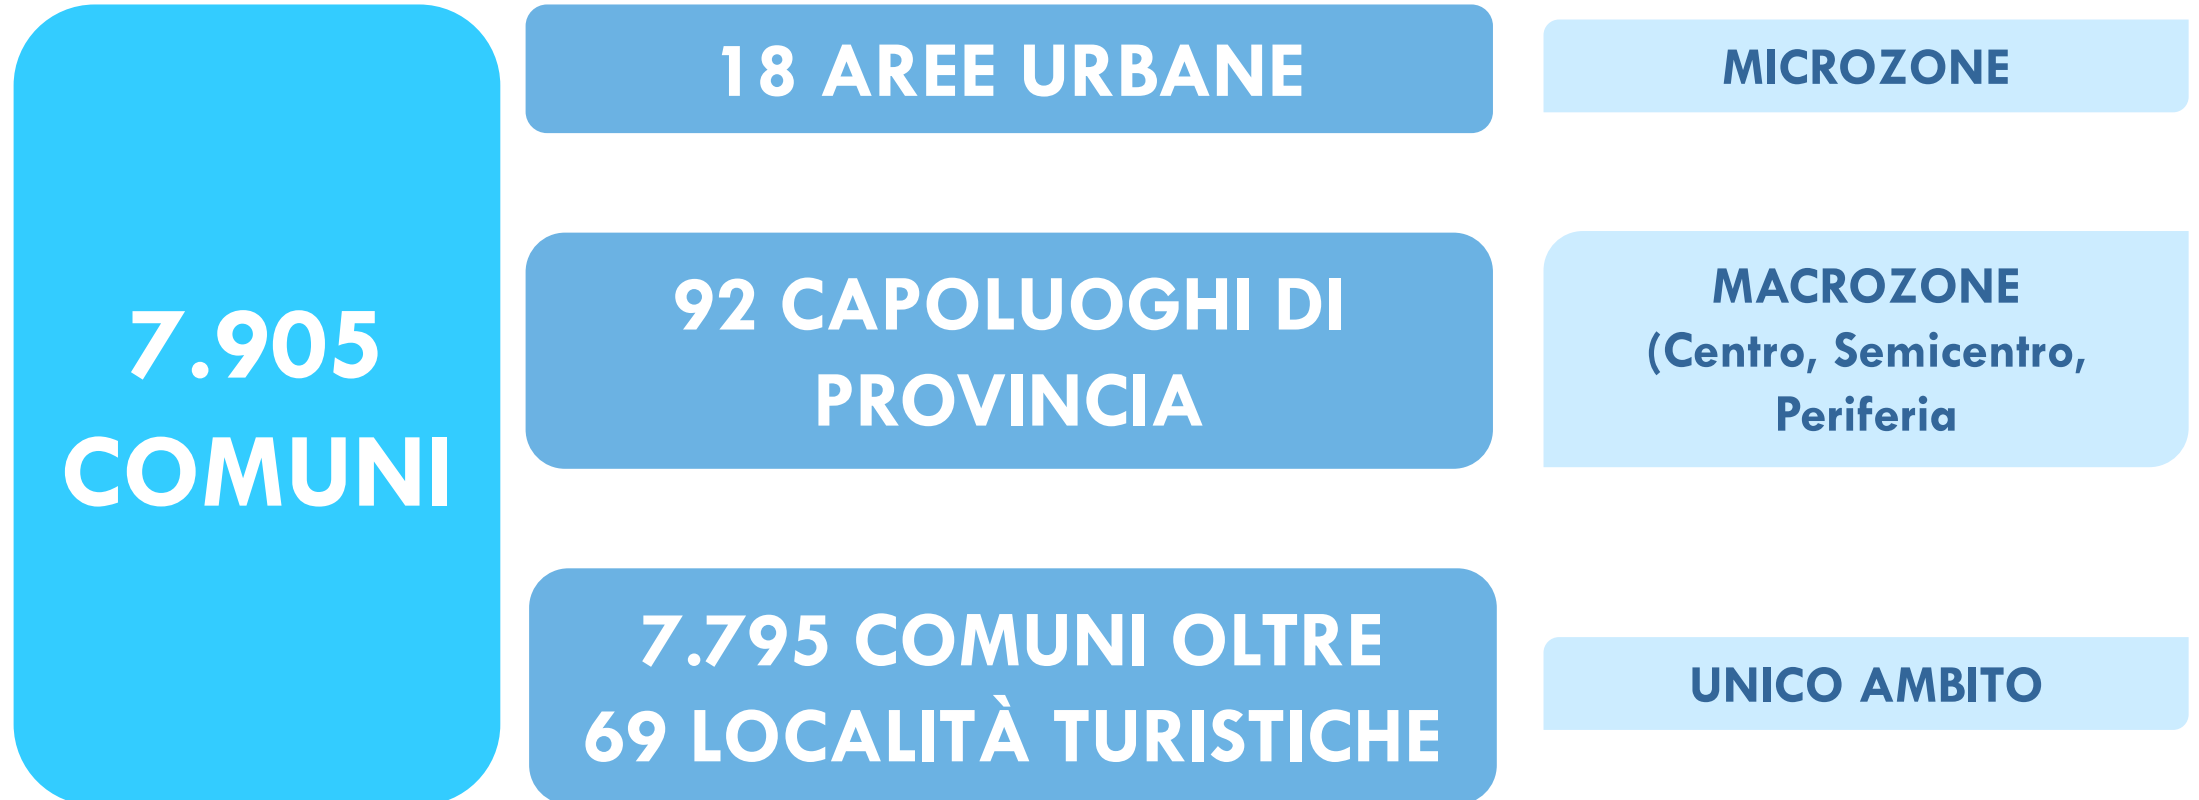 7.905
COMUNI
18 AREE URBANE
MICROZONE
92 CAPOLUOGHI DI
PROVINCIA
MACROZONE
(Centro, Semicentro,
Periferia
7.795 COMUNI OLTRE
69 LOCALITÀ TURISTICHE
UNICO AMBITO